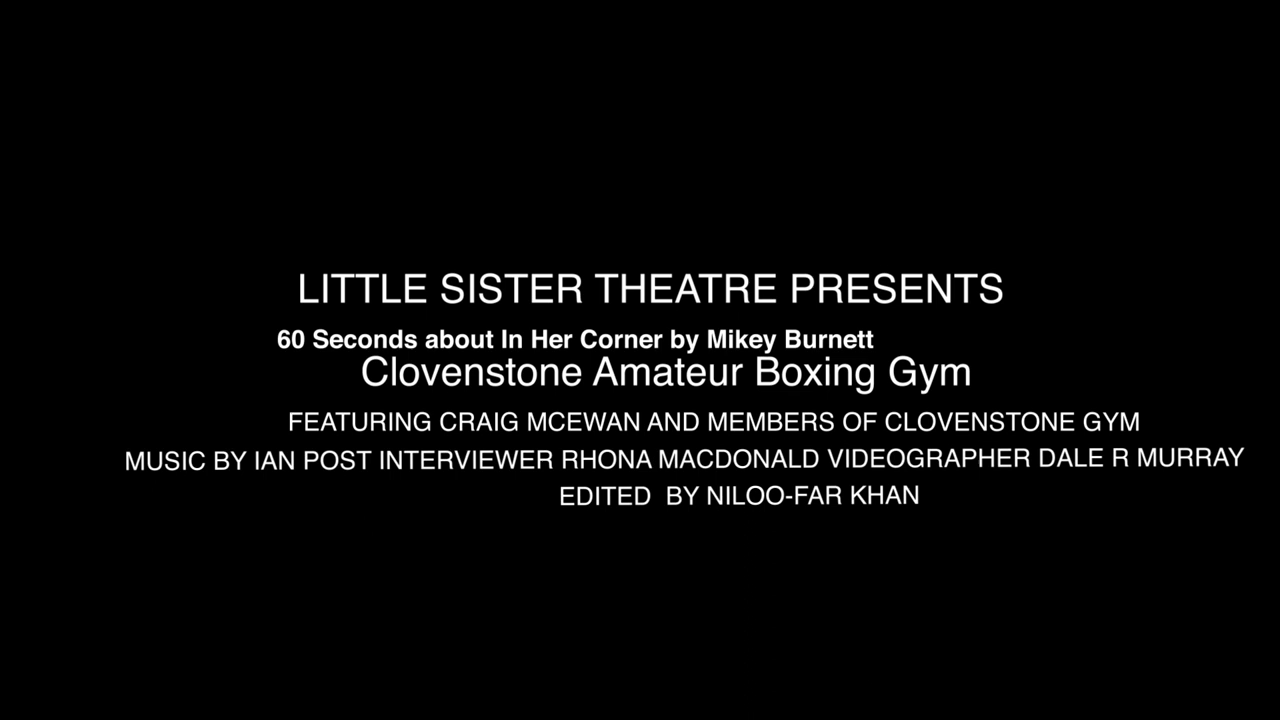 LITTLE SISTER THEATRE PRESENTS
60 Seconds about In Her Corner by Mikey Burnett
Clovenstone Amateur Boxing Gym
FEATURING CRAIG MCEWAN AND MEMBERS OF CLOVENSTONE GYM
MUSIC BY IAN POST INTERVIEWER RHONA MACDONALD VIDEOGRAPHER DALE R MURRAY
EDITED  BY NILOO-FAR KHAN